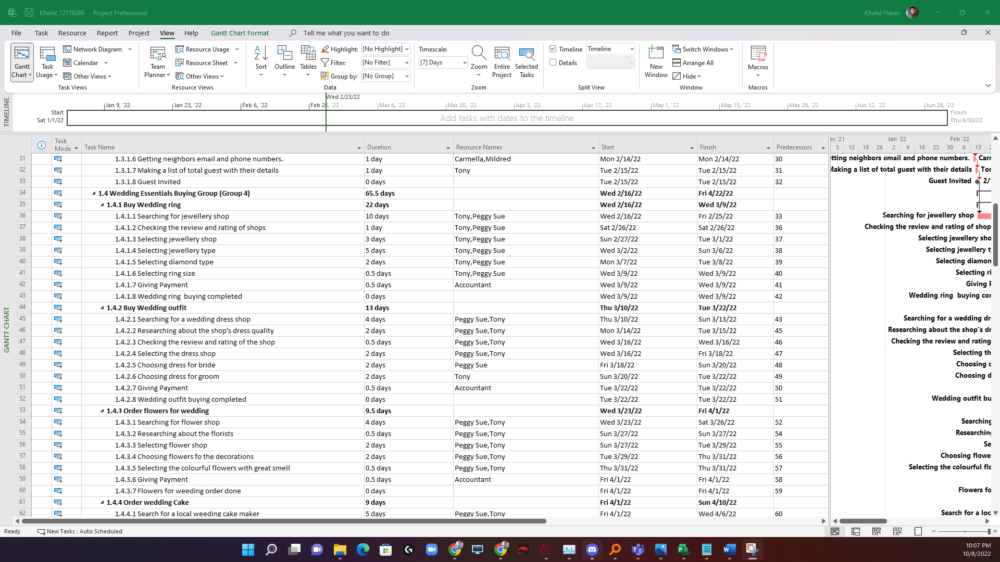 Khalid_12176368 - Project Professional
Khalid Hasan
File Task Resource Report Project View Help Gantt Chart Format Tell me what you want to do
Gantt Chart
Task Usage
Network Diagram
Calendar
Other Views
Task Views
Team Planner
Resource Usage
Resource Sheet
Other Views
Resource Views
Sort
Outline
Tables
Highlight: [No Highlight]
Filter: [No Filter]
Group by: [No Group]
Data
Timescale:
[7] Days
Zoom
Entire Project
Selected Tasks
Zoom
Timeline Timeline
Details
Split View
New Window
Switch Windows
Arrange All
Hide
Window
Macros
Macros
TIMELINE
Wed 2/23/22
Jan 9, '22 Jan 23, '22 Feb 6, '22 Feb 20, '22 Mar 6, '22 Mar 20, '22 Apr 3, '22 Apr 17, '22 May 1, '22 May 15, '22 May 29, '22 Jun 12, '22 Jun 26, '22
Start
Sat 1/1/22
Add tasks with dates to the timeline
Finish
Thu 6/30/22
GANTT CHART
Task Mode Task Name Duration Resource Names Start Finish Predecessors
ec '21 Jan '22 Feb '22
5 12 19 26 2 9 16 23 30 6 13 2
31 1.3.1.6 Getting neighbors email and phone numbers. 1 day Carmella,Mildred Mon 2/14/22 Mon 2/14/22 30 tting neighbors email and phone numbers. Carr
32 1.3.1.7 Making a list of total guest with their details 1 day Tony Tue 2/15/22 Tue 2/15/22 31 Making a list of total guest with their details Ton
33 1.3.1.8 Guest Invited 0 days Tue 2/15/22 Tue 2/15/22 32 Guest Invited 2/
34 1.4 Wedding Essentials Buying Group (Group 4) 65.5 days Wed 2/16/22 Fri 4/22/22
35 1.4.1 Buy Wedding ring 22 days Wed 2/16/22 Wed 3/9/22
36 1.4.1.1 Searching for jewellery shop 10 days Tony,Peggy Sue Wed 2/16/22 Fri 2/25/22 33 Searching for jewellery shop
37 1.4.1.2 Checking the review and rating of shops 1 day Tony,Peggy Sue Sat 2/26/22 Sat 2/26/22 36 Checking the review and rating of shop
38 1.4.1.3 Selecting jewellery shop 3 days Tony,Peggy Sue Sun 2/27/22 Tue 3/1/22 37 Selecting jewellery sho
39 1.4.1.4 Selecting jewellery type 5 days Tony,Peggy Sue Wed 3/2/22 Sun 3/6/22 38 Selecting jewellery t
40 1.4.1.5 Selecting diamond type 2 days Tony,Peggy Sue Mon 3/7/22 Tue 3/8/22 39 Selecting diamon
41 1.4.1.6 Selecting ring size 0.5 days Tony,Peggy Sue Wed 3/9/22 Wed 3/9/22 40 Selecting ri
42 1.4.1.7 Giving Payment 0.5 days Accountant Wed 3/9/22 Wed 3/9/22 41 Giving P
43 1.4.1.8 Wedding ring buying completed 0 days Wed 3/9/22 Wed 3/9/22 42 Wedding ring buying cor
44 1.4.2 Buy Wedding outfit 13 days Thu 3/10/22 Tue 3/22/22
45 1.4.2.1 Searching for a wedding dress shop 4 days Peggy Sue,Tony Thu 3/10/22 Sun 3/13/22 43 Searching for a wedding dr
46 1.4.2.2 Researching about the shop's dress quality 2 days Peggy Sue,Tony Mon 3/14/22 Tue 3/15/22 45 Researching about the shop's dr
47 1.4.2.3 Checking the review and rating of the shop 0.5 days Peggy Sue,Tony Wed 3/16/22 Wed 3/16/22 46 Checking the review and rating
48 1.4.2.4 Selecting the dress shop 2 days Peggy Sue,Tony Wed 3/16/22 Fri 3/18/22 47 Selecting th
49 1.4.2.5 Choosing dress for bride 2 days Peggy Sue Fri 3/18/22 Sun 3/20/22 48 Choosing d
50 1.4.2.6 Choosing dress for groom 2 days Tony Sun 3/20/22 Tue 3/22/22 49 Choosing d
51 1.4.2.7 Giving Payment 0.5 days Accountant Tue 3/22/22 Tue 3/22/22 50
52 1.4.2.8 Wedding outfit buying completed 0 days Tue 3/22/22 Tue 3/22/22 51 Wedding outfit bu
53 1.4.3 Order flowers for wedding 9.5 days Wed 3/23/22 Fri 4/1/22
54 1.4.3.1 Searching for flower shop 4 days Peggy Sue,Tony Wed 3/23/22 Sat 3/26/22 52 Searching
55 1.4.3.2 Researching about the florists 0.5 days Peggy Sue,Tony Sun 3/27/22 Sun 3/27/22 54 Researching
56 1.4.3.3 Selecting flower shop 2 days Peggy Sue,Tony Sun 3/27/22 Tue 3/29/22 55 Se
57 1.4.3.4 Choosing flowers fo the decorations 2 days Peggy Sue,Tony Tue 3/29/22 Thu 3/31/22 56 Choosing flowe
58 1.4.3.5 Selecting the colourful flowers with great smell 0.5 days Peggy Sue,Tony Thu 3/31/22 Thu 3/31/22 57 Selecting the colourful flo
59 1.4.3.6 Giving Payment 0.5 days Accountant Fri 4/1/22 Fri 4/1/22 58
60 1.4.3.7 Flowers for weeding order done 0 days Fri 4/1/22 Fri 4/1/22 59 Flowers fo
61 1.4.4 Order wedding Cake 9 days Fri 4/1/22 Sun 4/10/22
62 1.4.4.1 Search for a local weeding cake maker 5 days Peggy Sue,Tony Fri 4/1/22 Wed 4/6/22 60 Search for a loc
Ready New Tasks : Auto Scheduled
10:07 PM
10/8/2022